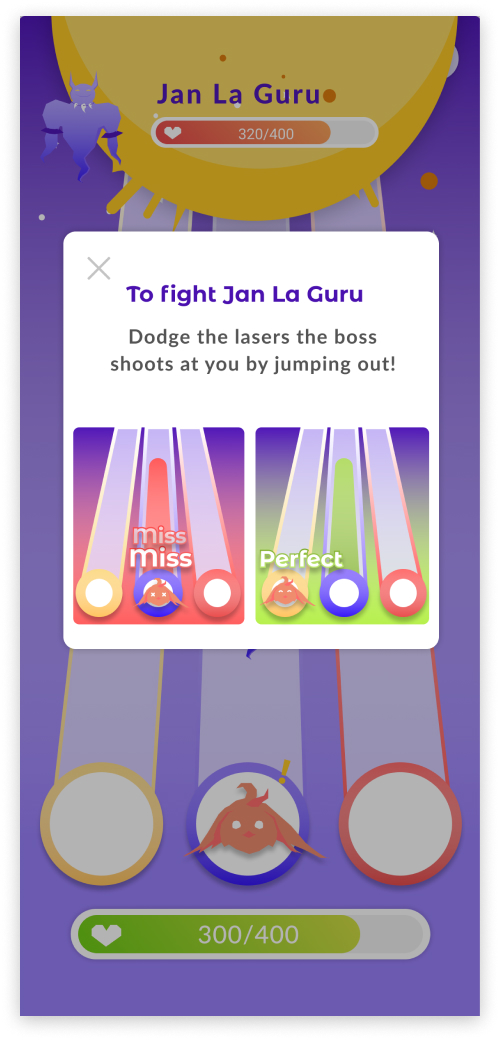 Jan La Guru
320/400
To fight Jan La Guru
Dodge the lasers the boss
shoots at you by jumping out!
miss
miss
Perfect
!
300/400